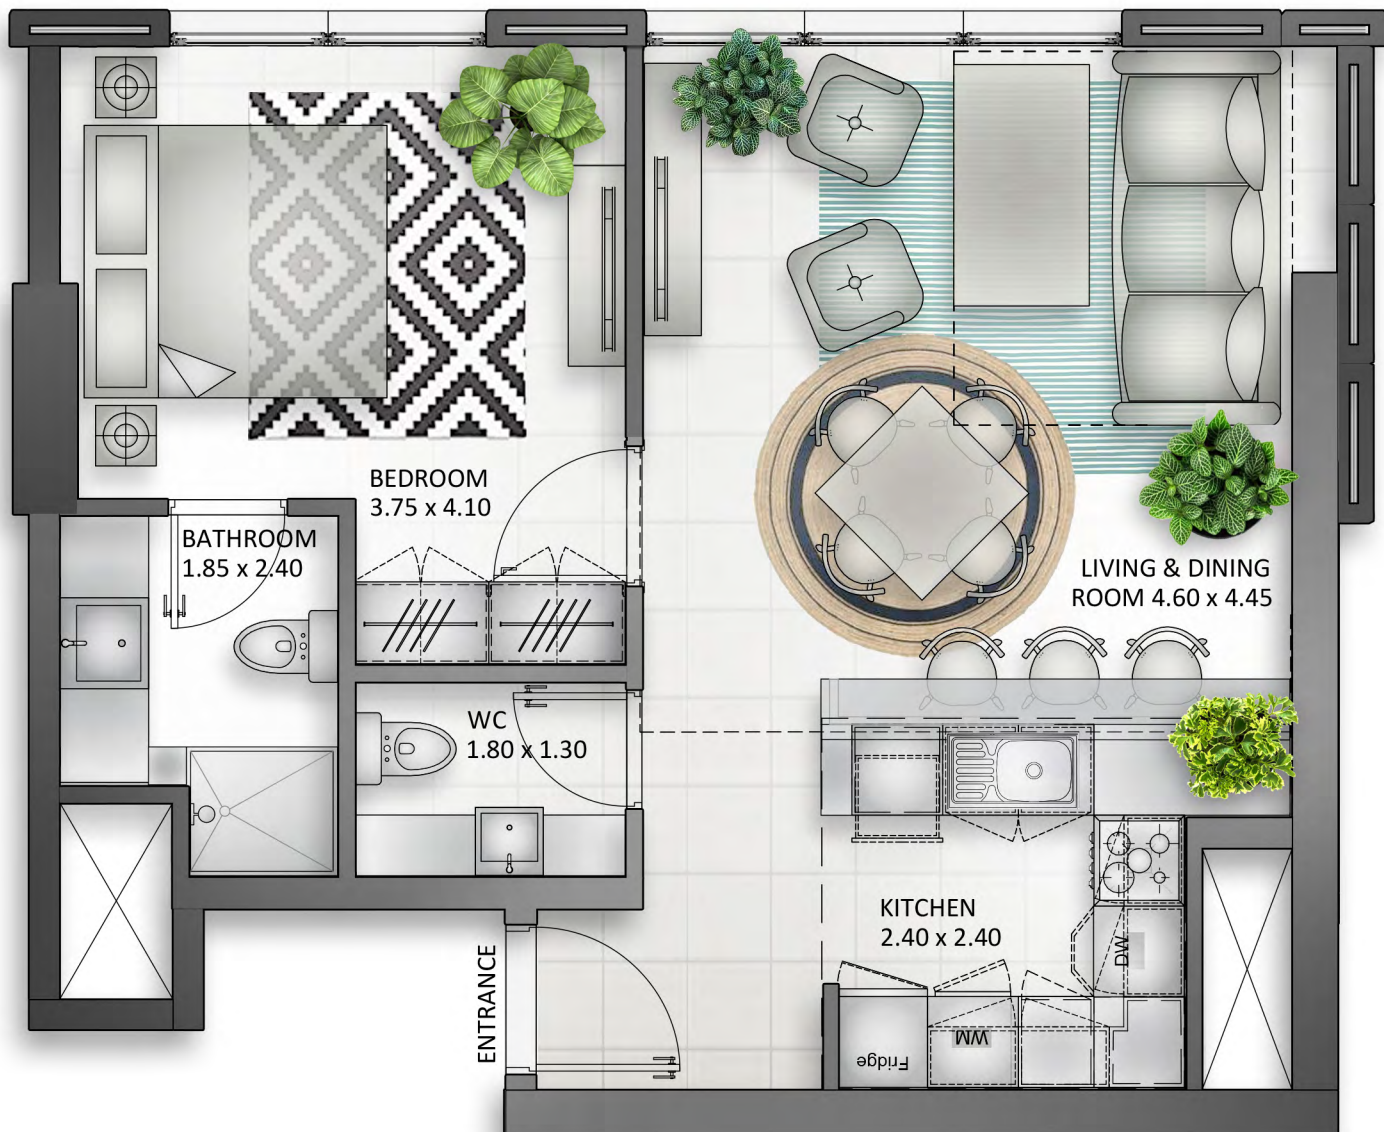 BEDROOM
3.75 x 4.10
BATHROOM
1.85 x 2.40
LIVING & DINING
ROOM 4.60 x 4.45
WC
1.80 x 1.30
KITCHEN
2.40 x 2.40
DW
ENTRANCE
WM
Fridge